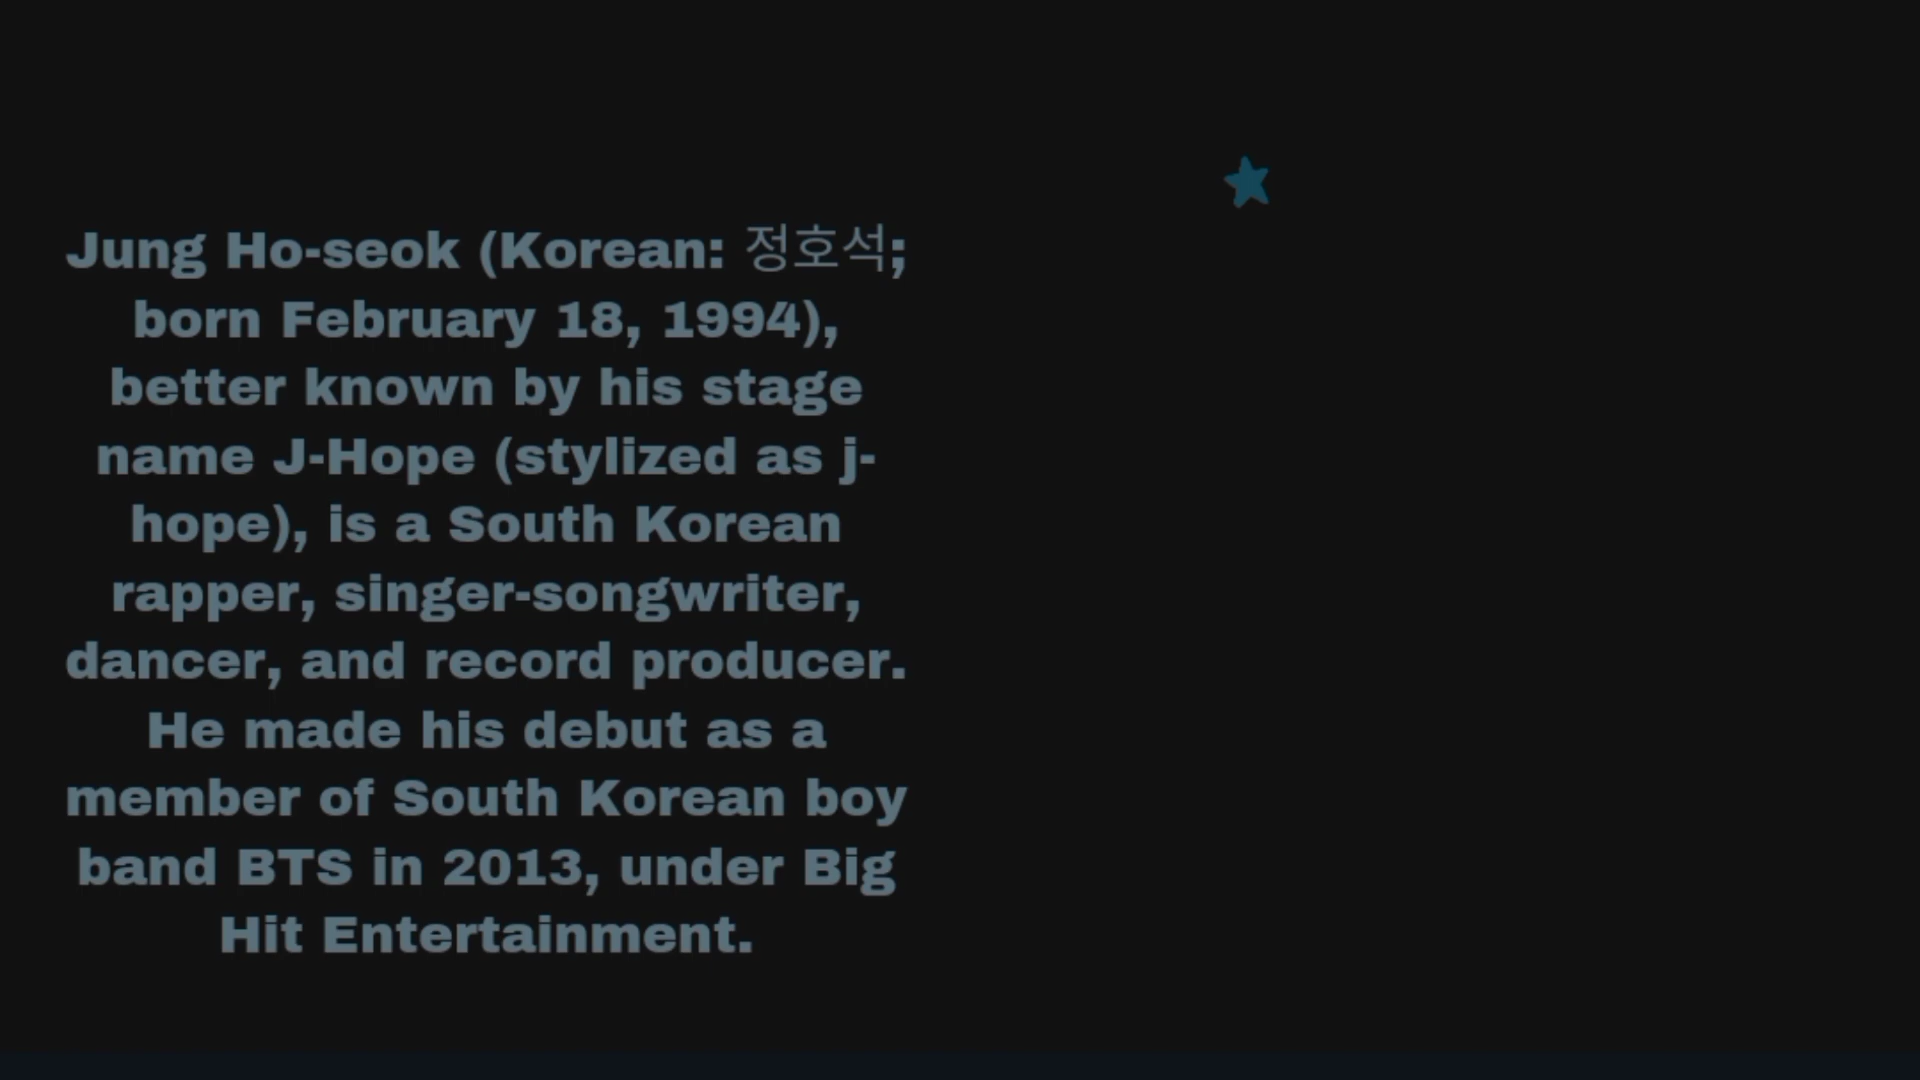 Jung Ho-seok (Korean: 정호석;
born February 18, 1994),
better known by his stage
name J-Hope (stylized as j-
hope), is a South Korean
rapper, singer-songwriter,
dancer, and record producer.
He made his debut as a
member of South Korean boy
band BTS in 2013, under Big
Hit Entertainment.